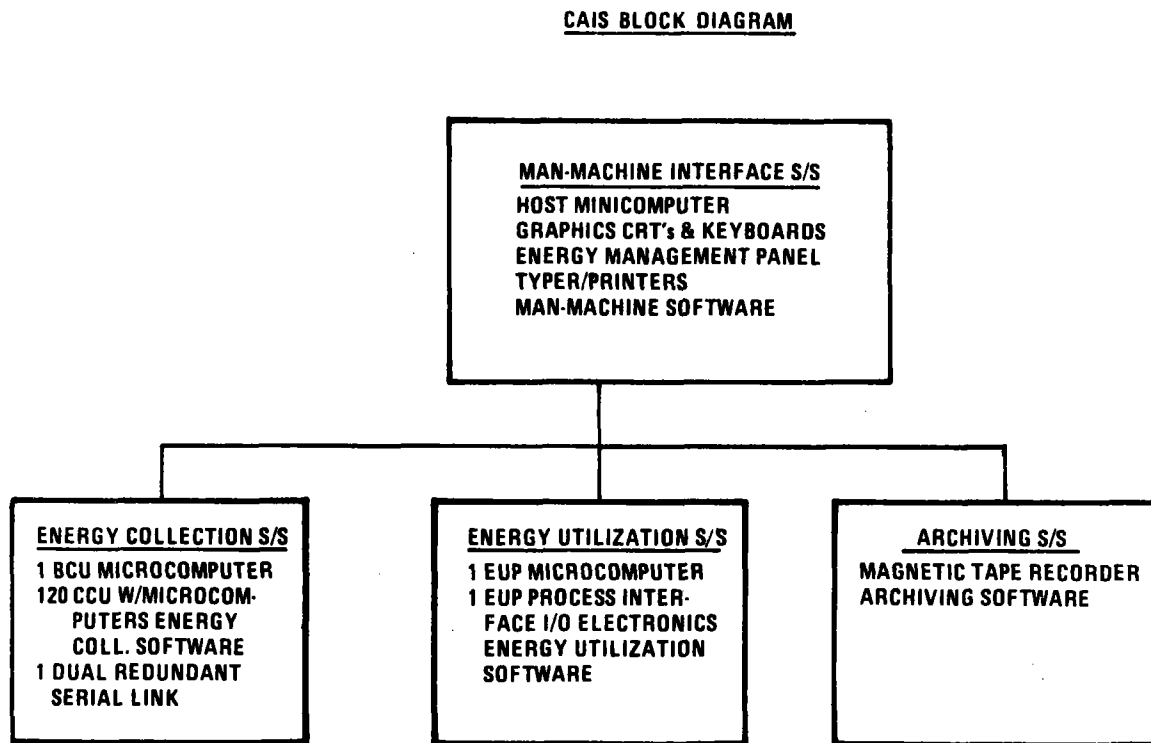 CAIS BLOCK DIAGRAM
MAN-MACHINE INTERFACE S/S
HOST MINICOMPUTER
GRAPHICS CRT's & KEYBOARDS
ENERGY MANAGEMENT PANEL
TYPER/PRINTERS
MAN-MACHINE SOFTWARE
ENERGY COLLECTION S/S
1 BCU MICROCOMPUTER
120 CCU W/MICROCOM-
PUTERS ENERGY
COLL. SOFTWARE
1 DUAL REDUNDANT
SERIAL LINK
ENERGY UTILIZATION S/S
1 EUP MICROCOMPUTER
1 EUP PROCESS INTER-
FACE I/O ELECTRONICS
ENERGY UTILIZATION
SOFTWARE
ARCHIVING S/S
MAGNETIC TAPE RECORDER
ARCHIVING SOFTWARE